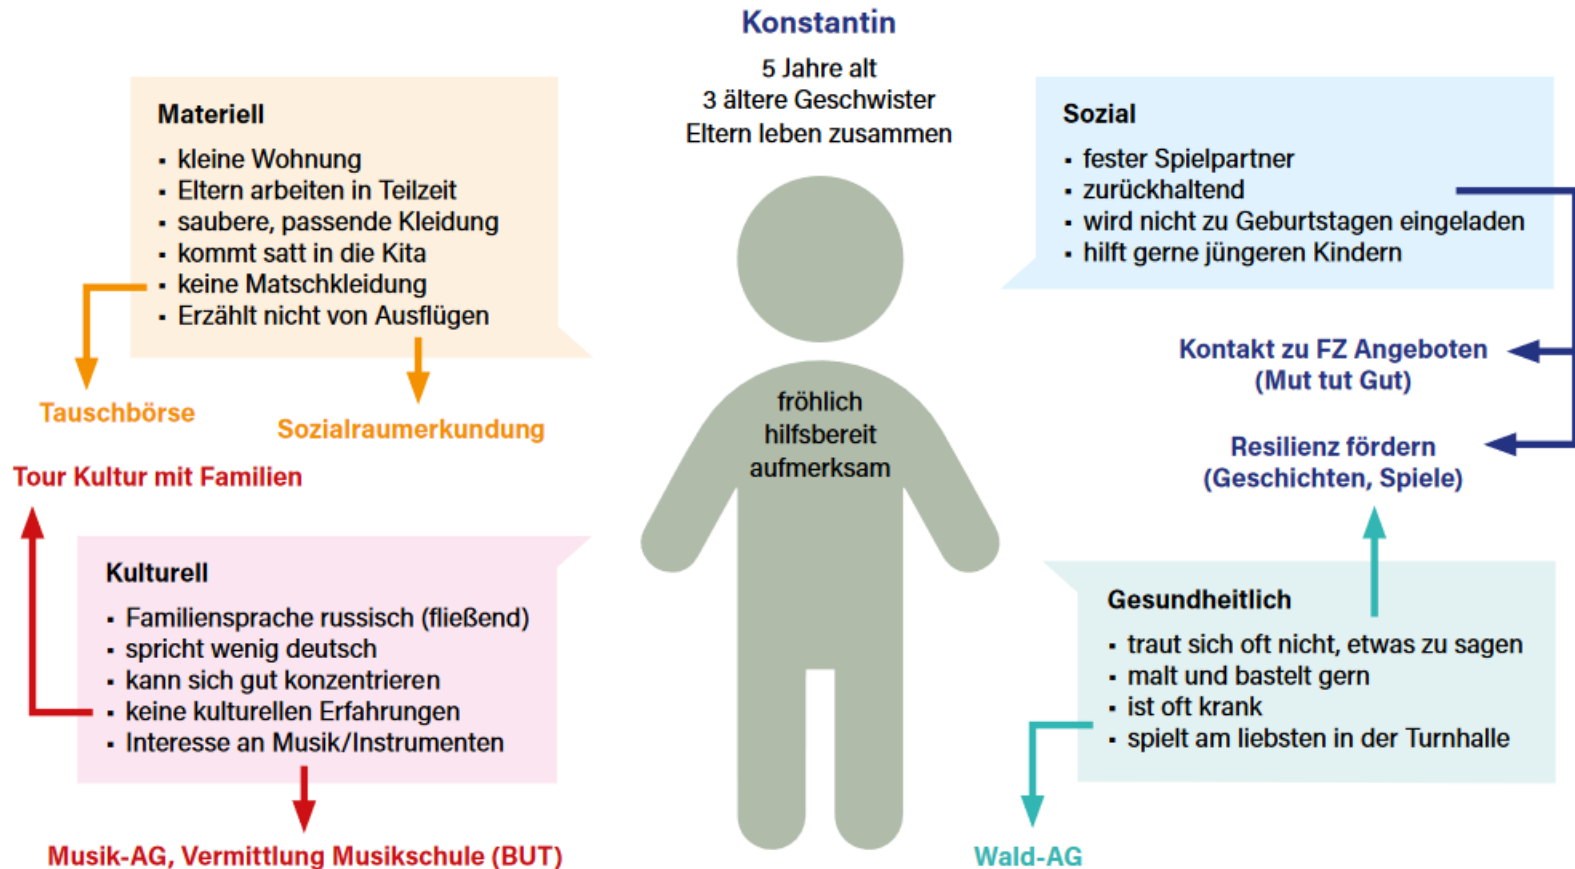 Konstantin
5 Jahre alt
3 ältere Geschwister
Eltern leben zusammen
Materiell
▪ kleine Wohnung
▪ Eltern arbeiten in Teilzeit
▪ saubere, passende Kleidung
▪ kommt satt in die Kita
▪ keine Matschkleidung
▪ Erzählt nicht von Ausflügen
Tauschbörse
Sozialraumerkundung
Sozial
▪ fester Spielpartner
▪ zurückhaltend
▪ wird nicht zu Geburtstagen eingeladen
▪ hilft gerne jüngeren Kindern
Kontakt zu FZ Angeboten
(Mut tut Gut)
Resilienz fördern
(Geschichten, Spiele)
fröhlich
hilfsbereit
aufmerksam
Tour Kultur mit Familien
Kulturell
▪ Familiensprache russisch (fließend)
▪ spricht wenig deutsch
▪ kann sich gut konzentrieren
▪ keine kulturellen Erfahrungen
▪ Interesse an Musik/Instrumenten
Musik-AG, Vermittlung Musikschule (BUT)
Gesundheitlich
▪ traut sich oft nicht, etwas zu sagen
▪ malt und bastelt gern
▪ ist oft krank
▪ spielt am liebsten in der Turnhalle
Wald-AG